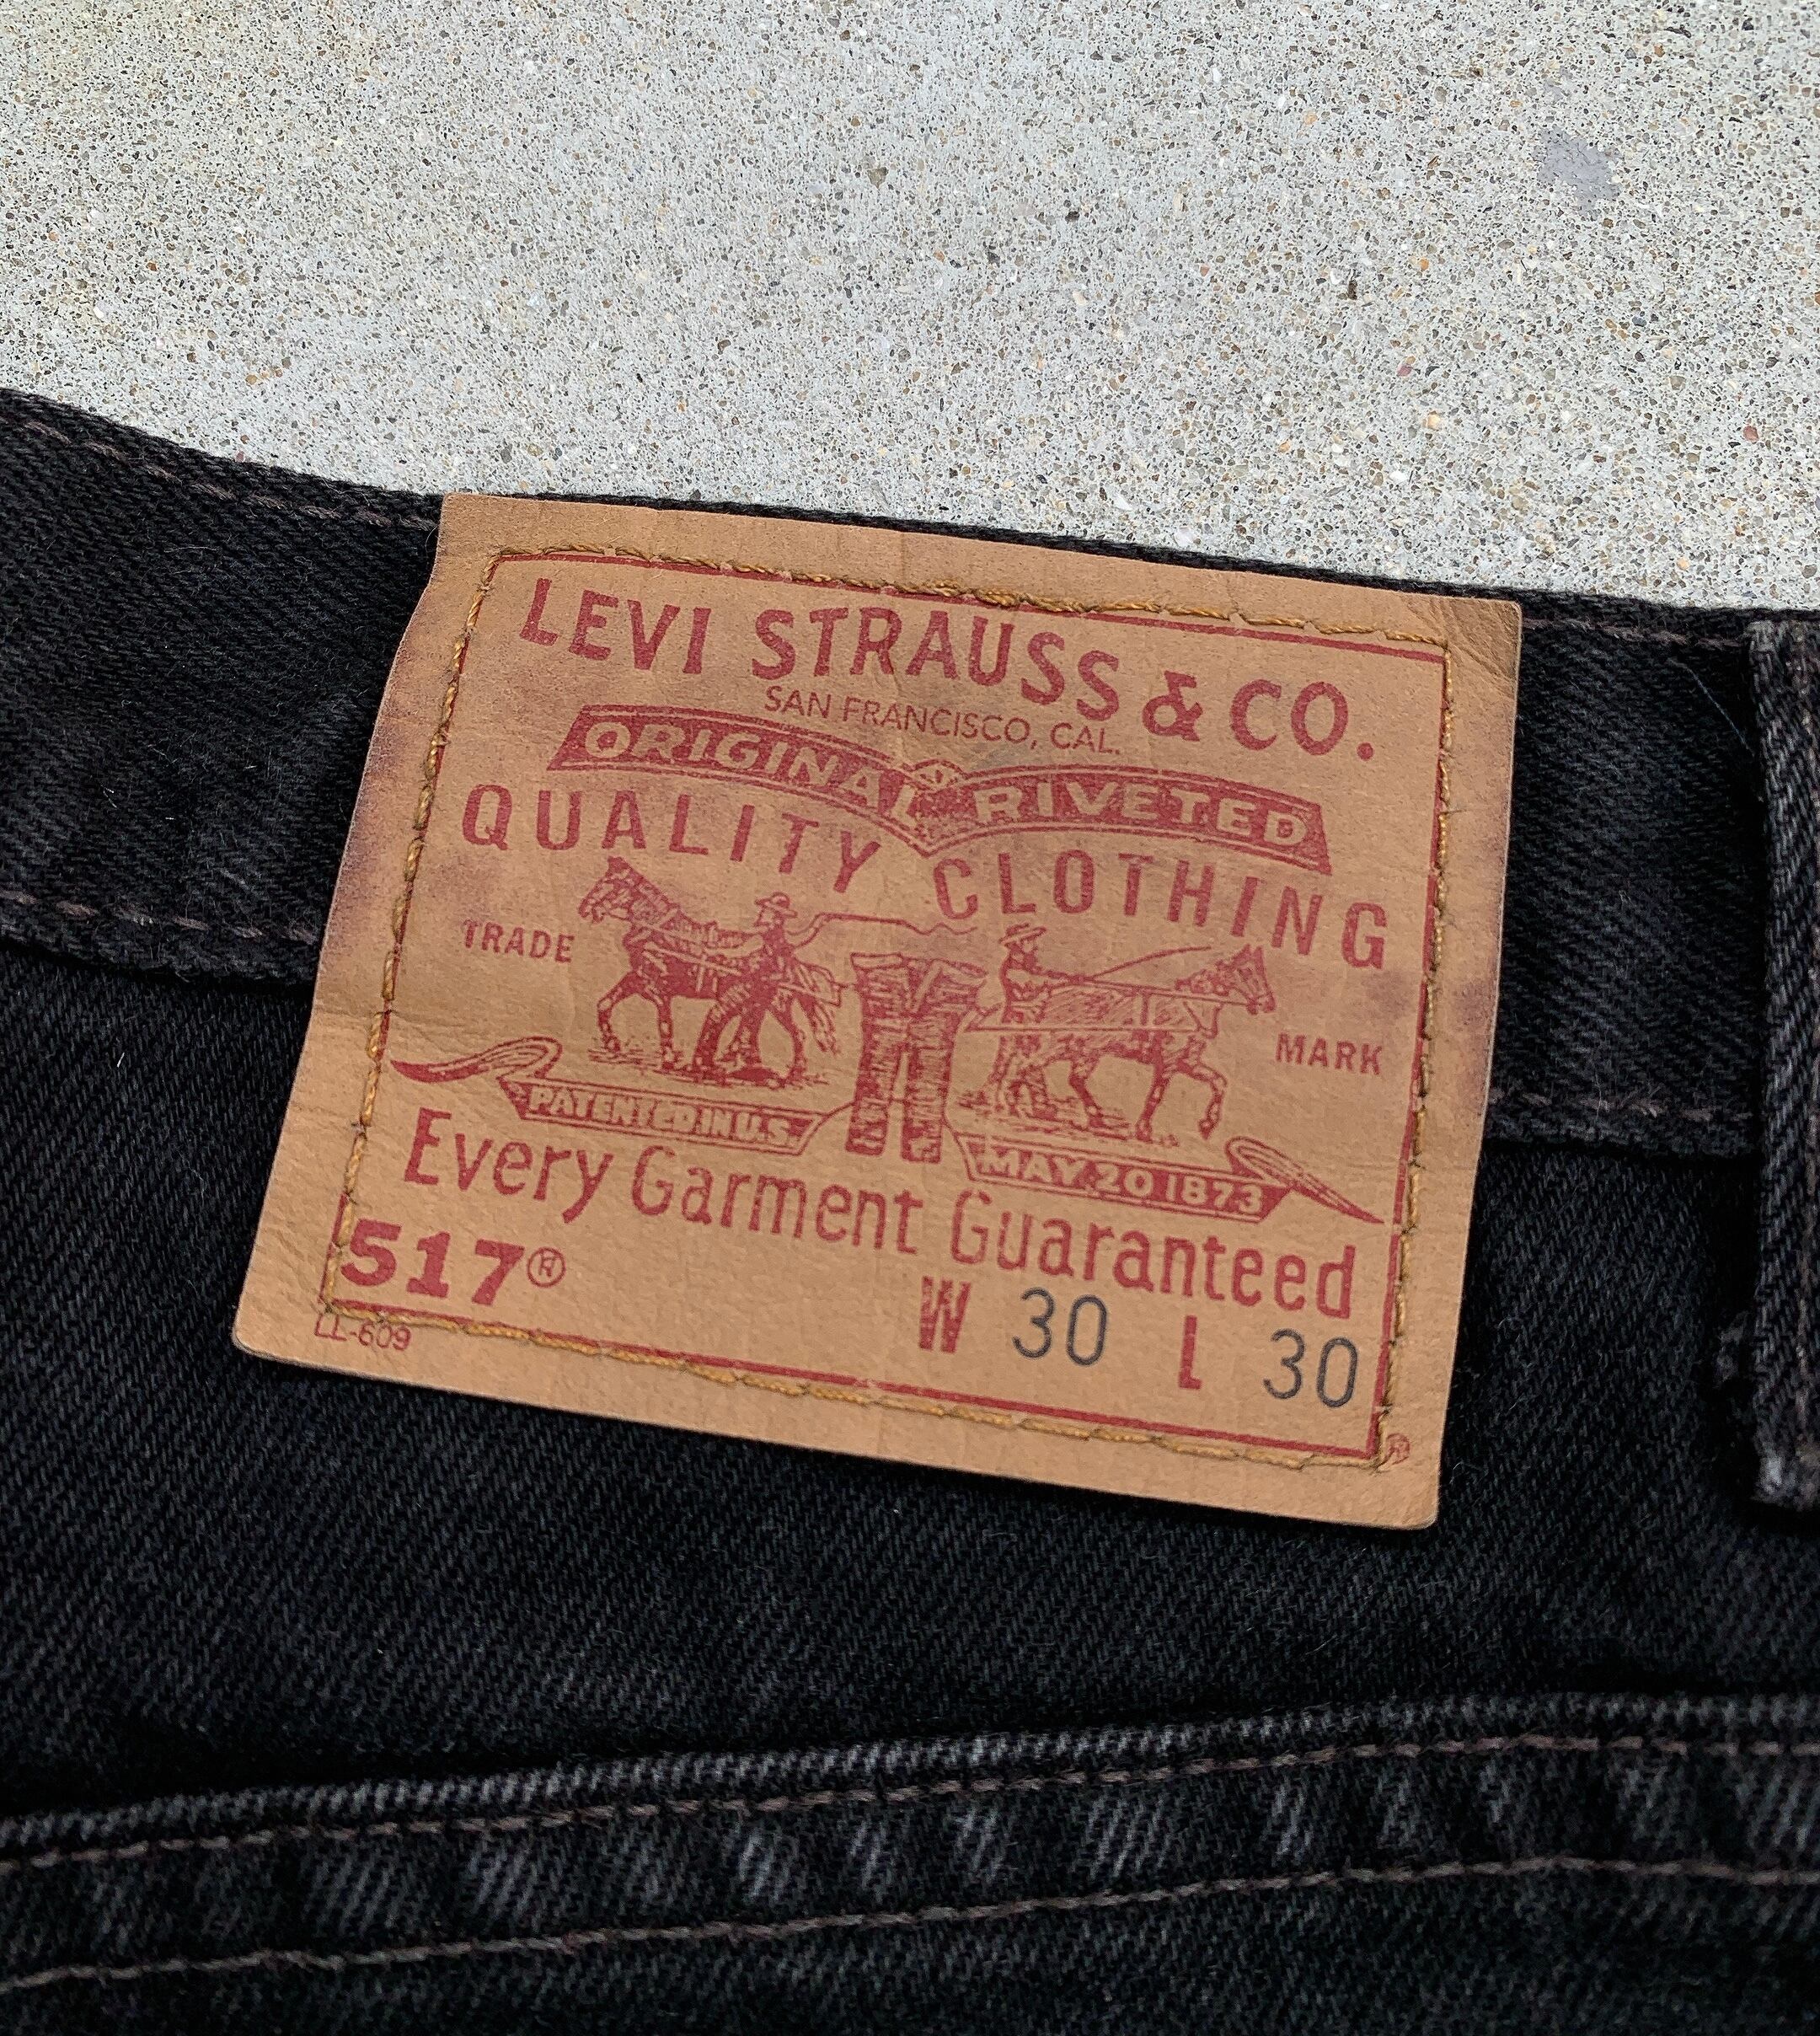 LEVI STRAUSS & CO.
SAN FRANCISCO, CAL.
ORIGINAL RIVETED
QUALITY CLOTHING
TRADE MARK
PATENTED IN U.S. MAY 20 1873
Every Garment Guaranteed
517® W 30 L 30
LL-609 ®